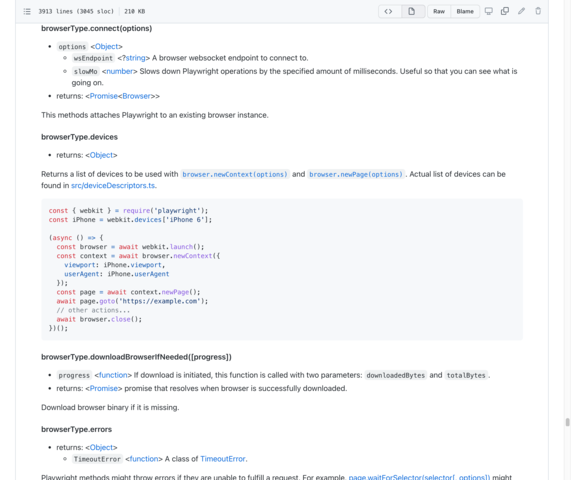 3913 lines (3045 sloc) 210 KB Raw Blame
browserType.connect(options)
options <Object>
wsEndpoint <?string> A browser websocket endpoint to connect to.
slowMo <number> Slows down Playwright operations by the specified amount of milliseconds. Useful so that you can see what is
going on.
returns: <Promise<Browser>>
This methods attaches Playwright to an existing browser instance.
browserType.devices
returns: <Object>
Returns a list of devices to be used with browser.newContext(options) and browser.newPage(options) . Actual list of devices can be
found in src/deviceDescriptors.ts.
const { webkit } = require('playwright');
const iPhone = webkit.devices['iPhone 6'];
(async () => {
const browser = await webkit.launch();
const context = await browser.newContext({
viewport: iPhone.viewport,
userAgent: iPhone.userAgent
});
const page = await context.newPage();
await page.goto('https://example.com');
// other actions...
await browser.close();
})();
browserType.downloadBrowserIfNeeded([progress])
progress <function> If download is initiated, this function is called with two parameters: downloadedBytes and totalBytes .
returns: <Promise> promise that resolves when browser is successfully downloaded.
Download browser binary if it is missing.
browserType.errors
returns: <Object>
TimeoutError <function> A class of TimeoutError.
Playwright methods might throw errors if they are unable to fulfill a request. For example, page.waitForSelector(selector[, options]) might